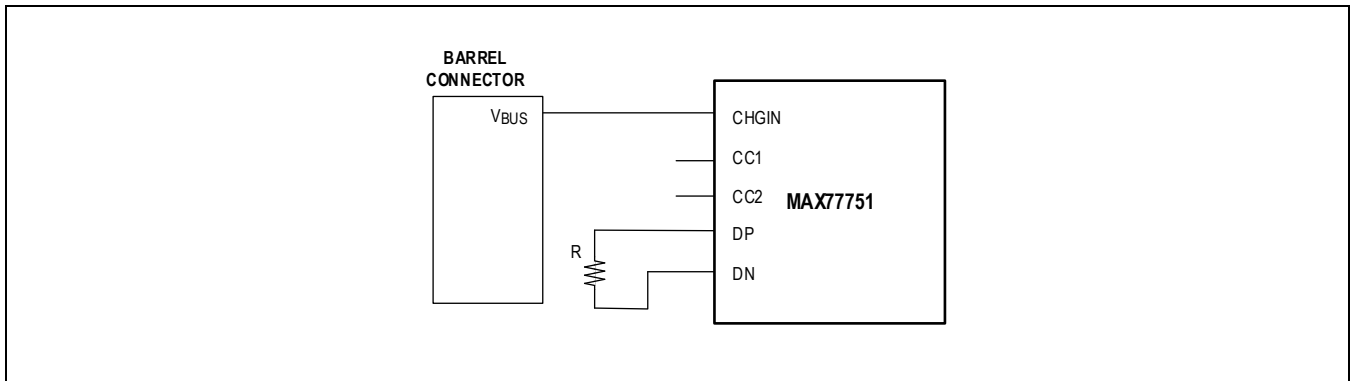 BARREL
CONNECTOR
VBUS
CHGIN
CC1
CC2
MAX77751
DP
R
DN